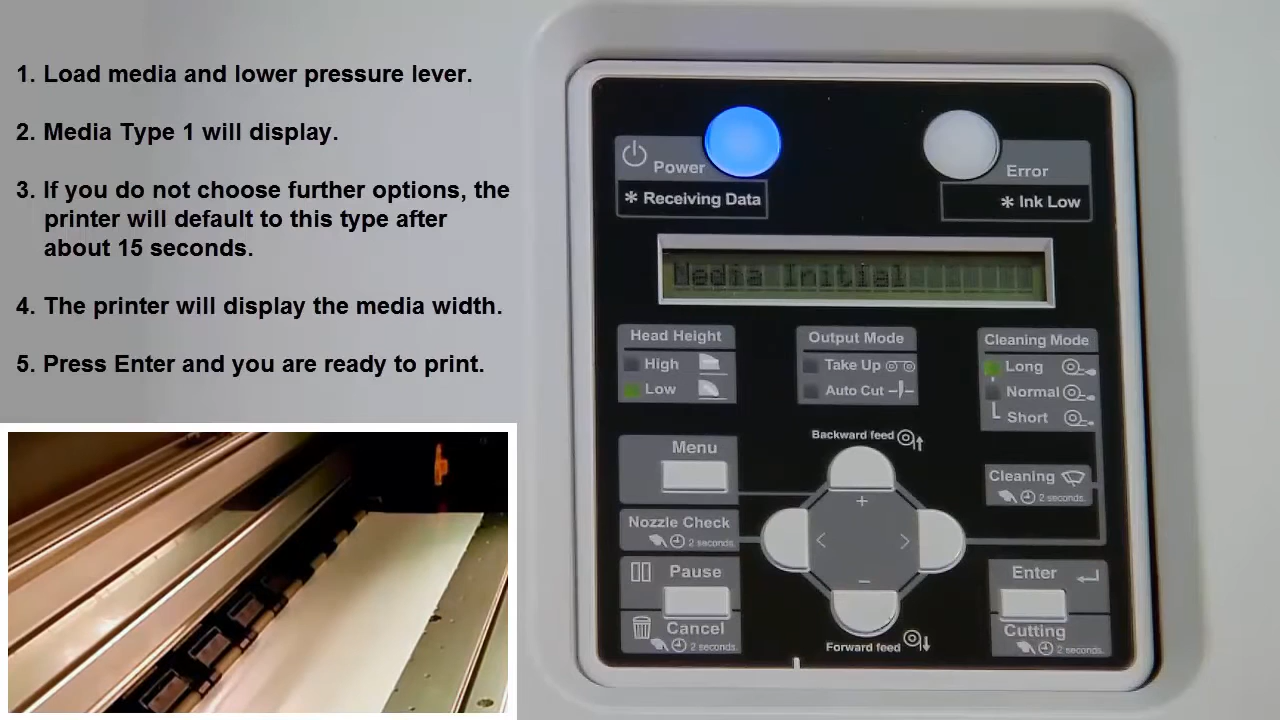 1. Load media and lower pressure lever.
2. Media Type 1 will display.
3. If you do not choose further options, the
printer will default to this type after
about 15 seconds.
4. The printer will display the media width.
5. Press Enter and you are ready to print.
Power
* Receiving Data
Error
* Ink Low
Media Initial
Head Height
High
Low
Output Mode
Take Up
Auto Cut
Cleaning Mode
Long
Normal
Short
Menu
Backward feed
+
Cleaning
2 seconds.
Nozzle Check
2 seconds.
< >
Pause
−
Enter
Cancel
2 seconds.
Forward feed
Cutting
2 seconds.